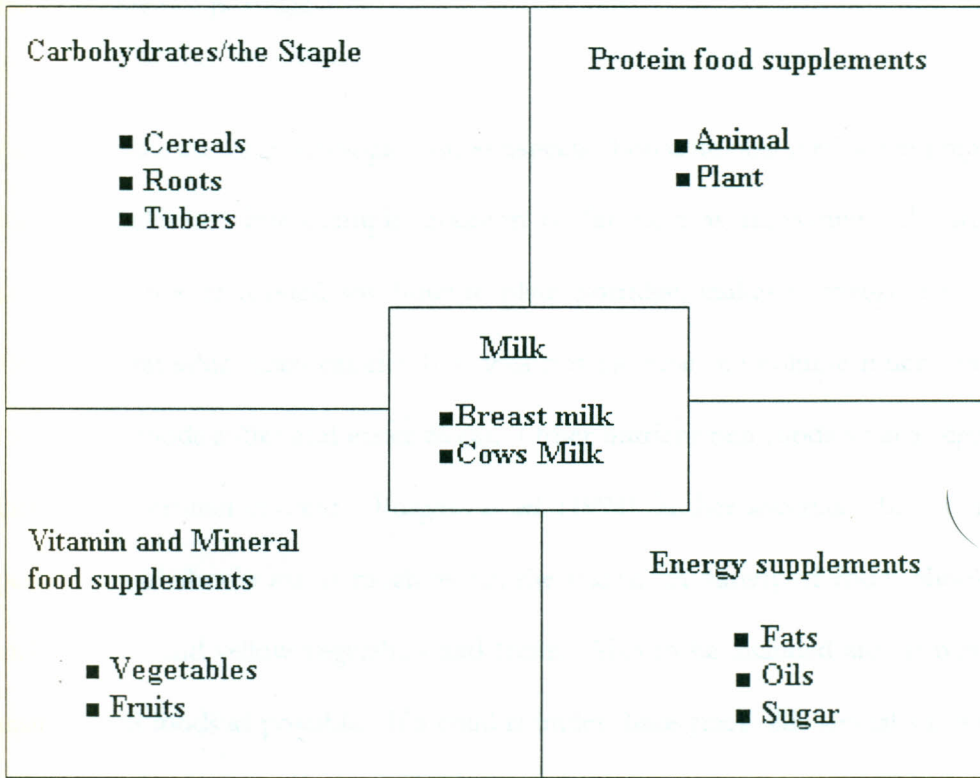 Carbohydrates/the Staple
■ Cereals
■ Roots
■ Tubers
Protein food supplements
■ Animal
■ Plant
Milk
■ Breast milk
■ Cows Milk
Vitamin and Mineral
food supplements
■ Vegetables
■ Fruits
Energy supplements
■ Fats
■ Oils
■ Sugar